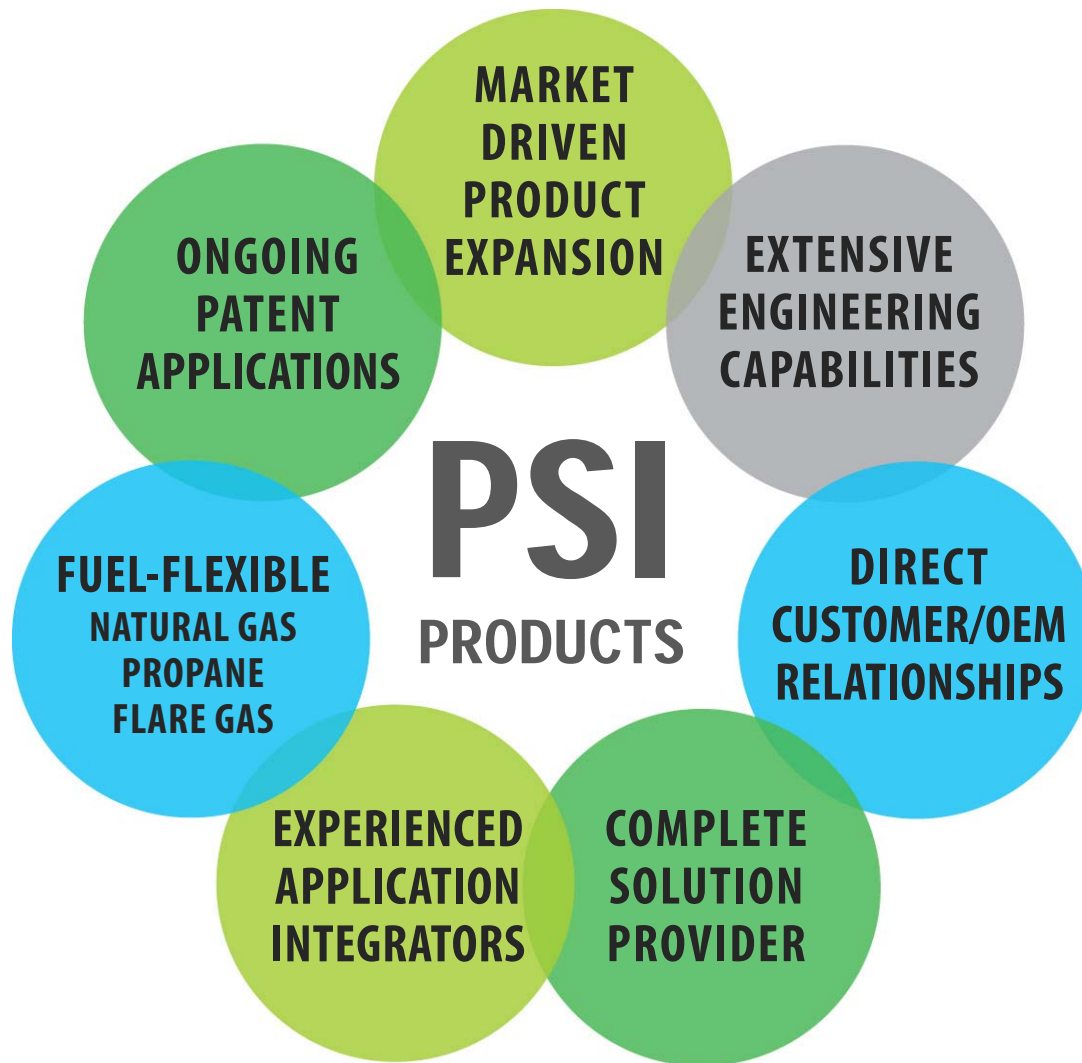 MARKET
DRIVEN
PRODUCT
EXPANSION
EXTENSIVE
ENGINEERING
CAPABILITIES
DIRECT
CUSTOMER/OEM
RELATIONSHIPS
COMPLETE
SOLUTION
PROVIDER
EXPERIENCED
APPLICATION
INTEGRATORS
FUEL-FLEXIBLE
NATURAL GAS
PROPANE
FLARE GAS
ONGOING
PATENT
APPLICATIONS
PSI
PRODUCTS